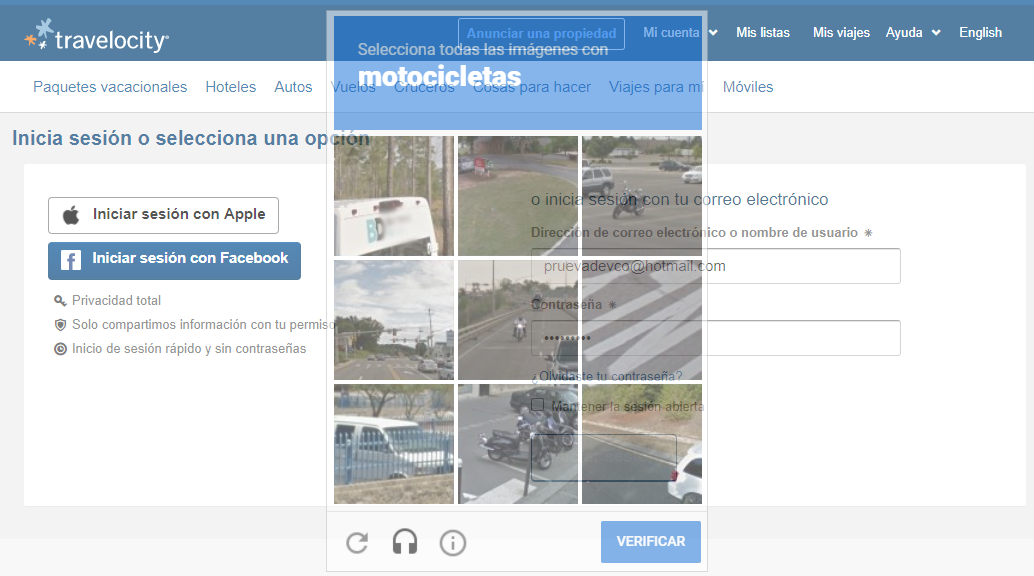 travelocity
Anunciar una propiedad
Mi cuenta
Mis listas
Mis viajes
Ayuda
English
Selecciona todas las imágenes con
motocicletas
Paquetes vacacionales
Hoteles
Autos
Vuelos
Cruceros
Cosas para hacer
Viajes para mí
Móviles
Inicia sesión o selecciona una opción
Iniciar sesión con Apple
Iniciar sesión con Facebook
Privacidad total
Solo compartimos información con tu permiso
Inicio de sesión rápido y sin contraseñas
o inicia sesión con tu correo electrónico
Dirección de correo electrónico o nombre de usuario *
pruevadevco@hotmail.com
Contraseña *
•••••••••
¿Olvidaste tu contraseña?
Mantener la sesión abierta
VERIFICAR